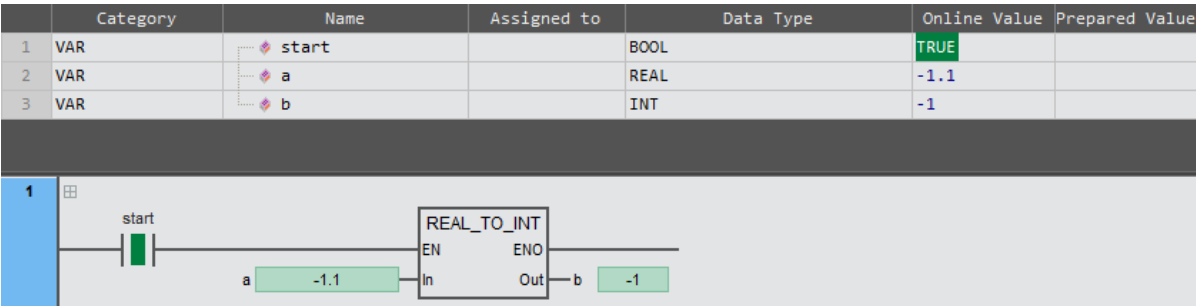 Category Name Assigned to Data Type Online Value Prepared Value
1 VAR start BOOL TRUE
2 VAR a REAL -1.1
3 VAR b INT -1
1
start
REAL_TO_INT
EN ENO
a -1.1 In Out b -1